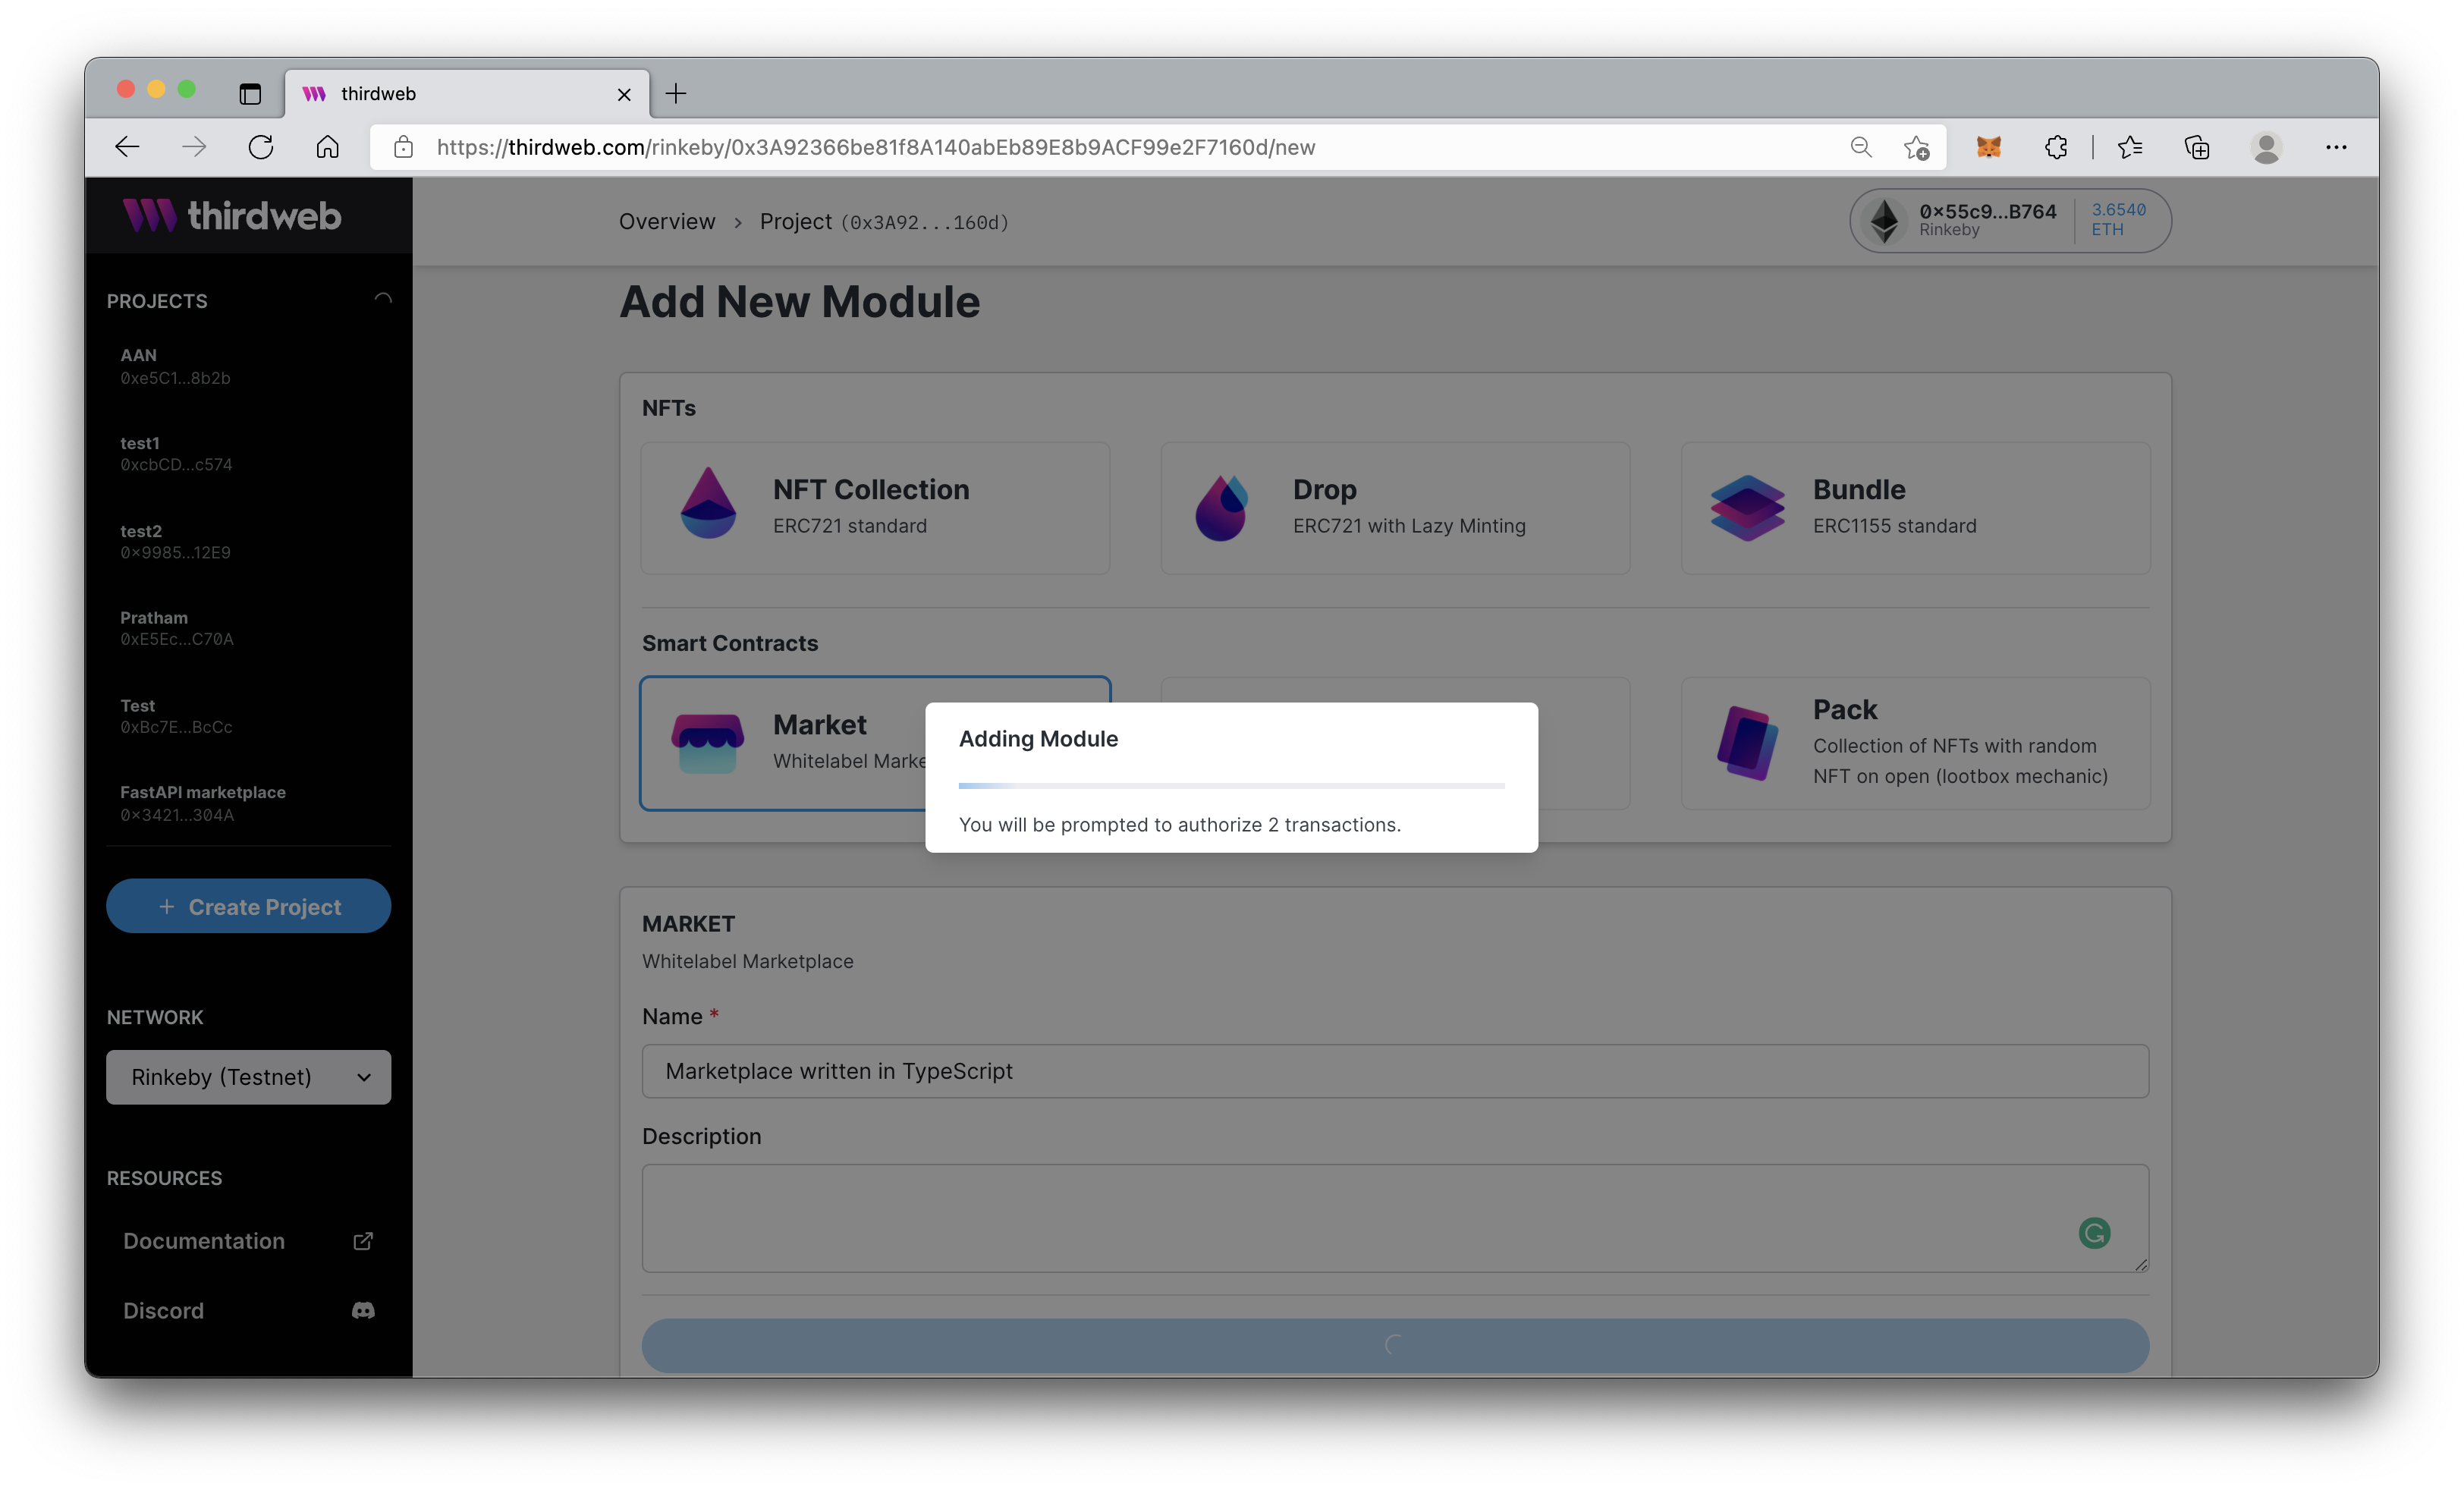 thirdweb
https://thirdweb.com/rinkeby/0x3A92366be81f8A140abEb89E8b9ACF99e2F7160d/new
thirdweb
Overview > Project (0x3A92...160d)
0x55c9...B764
Rinkeby
3.6540
ETH
PROJECTS
AAN
0xe5C1...8b2b
test1
0xcbCD...c574
test2
0x9985...12E9
Pratham
0xE5Ec...C70A
Test
0xBc7E...BcCc
FastAPI marketplace
0x3421...304A
+ Create Project
NETWORK
Rinkeby (Testnet)
RESOURCES
Documentation
Discord
Add New Module
NFTs
NFT Collection
ERC721 standard
Drop
ERC721 with Lazy Minting
Bundle
ERC1155 standard
Smart Contracts
Market
Whitelabel Marke
Pack
Collection of NFTs with random
NFT on open (lootbox mechanic)
Adding Module
You will be prompted to authorize 2 transactions.
MARKET
Whitelabel Marketplace
Name *
Marketplace written in TypeScript
Description